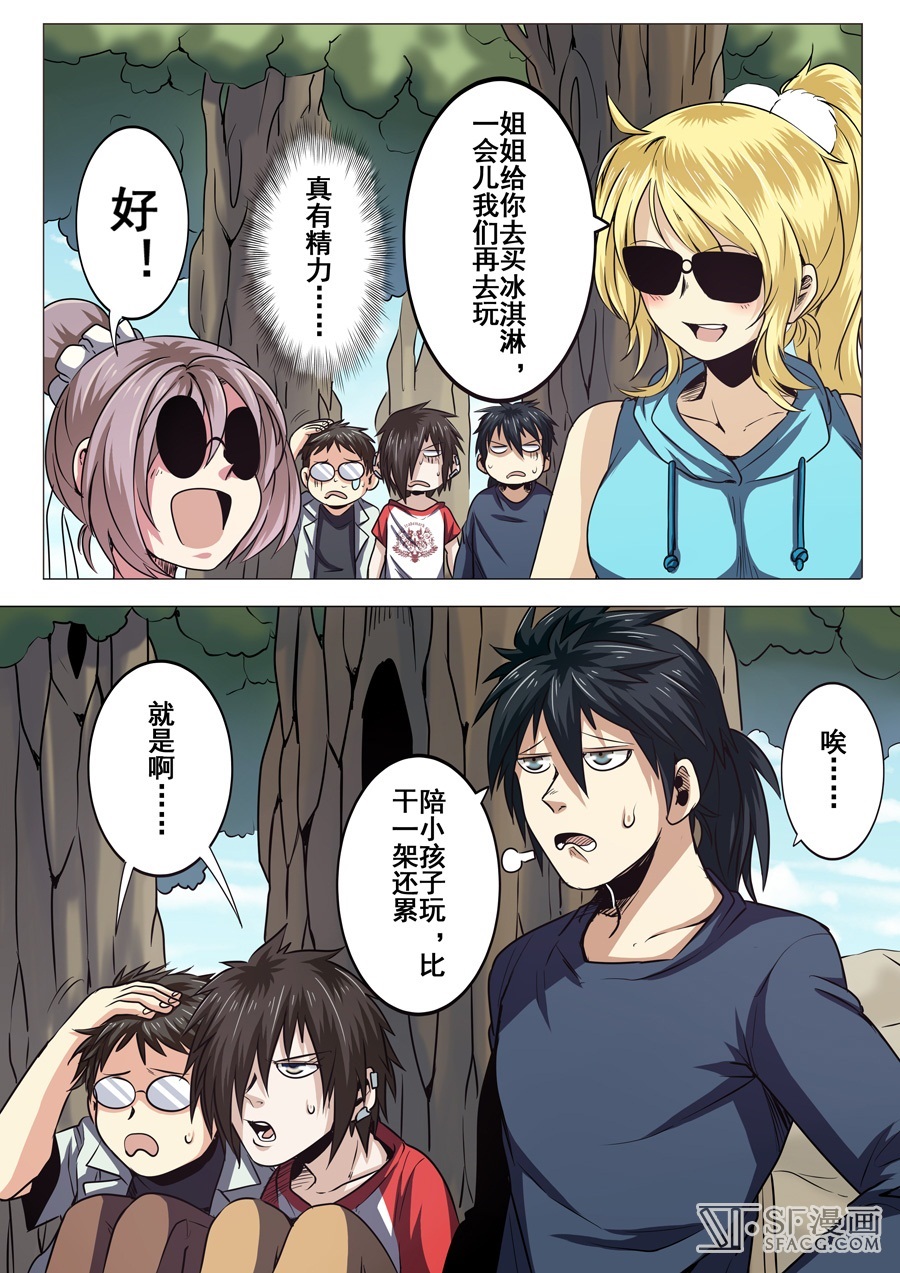 姐姐给你去买冰淇淋，
一会儿我们再去玩
真有精力……
好！
唉……
陪小孩子玩，比
干一架还累
就是啊……
SF漫画
SFACG.COM